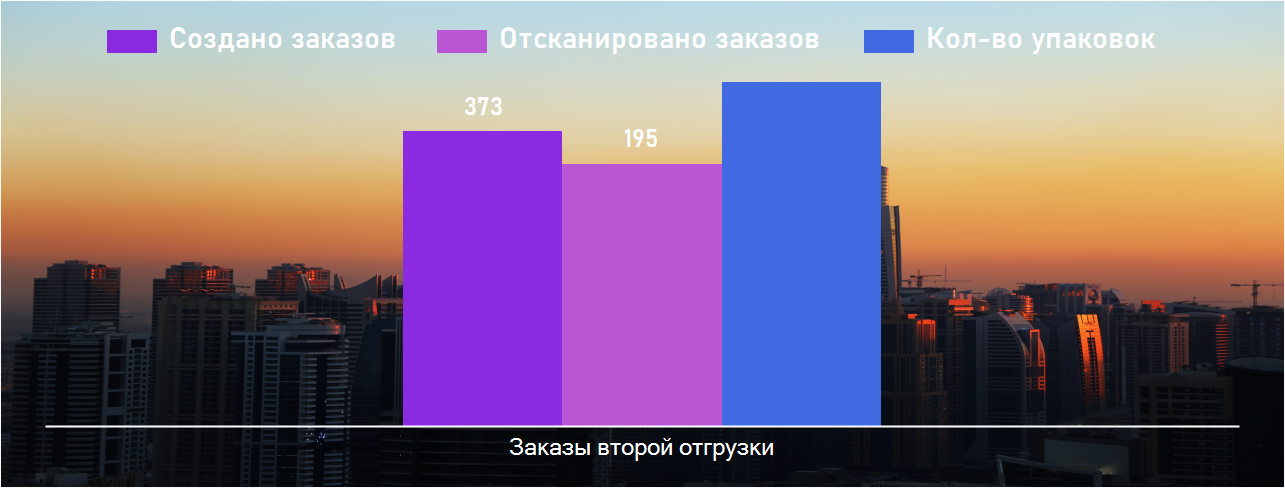 Создано заказов Отсканировано заказов Кол-во упаковок
373
195
Заказы второй отгрузки